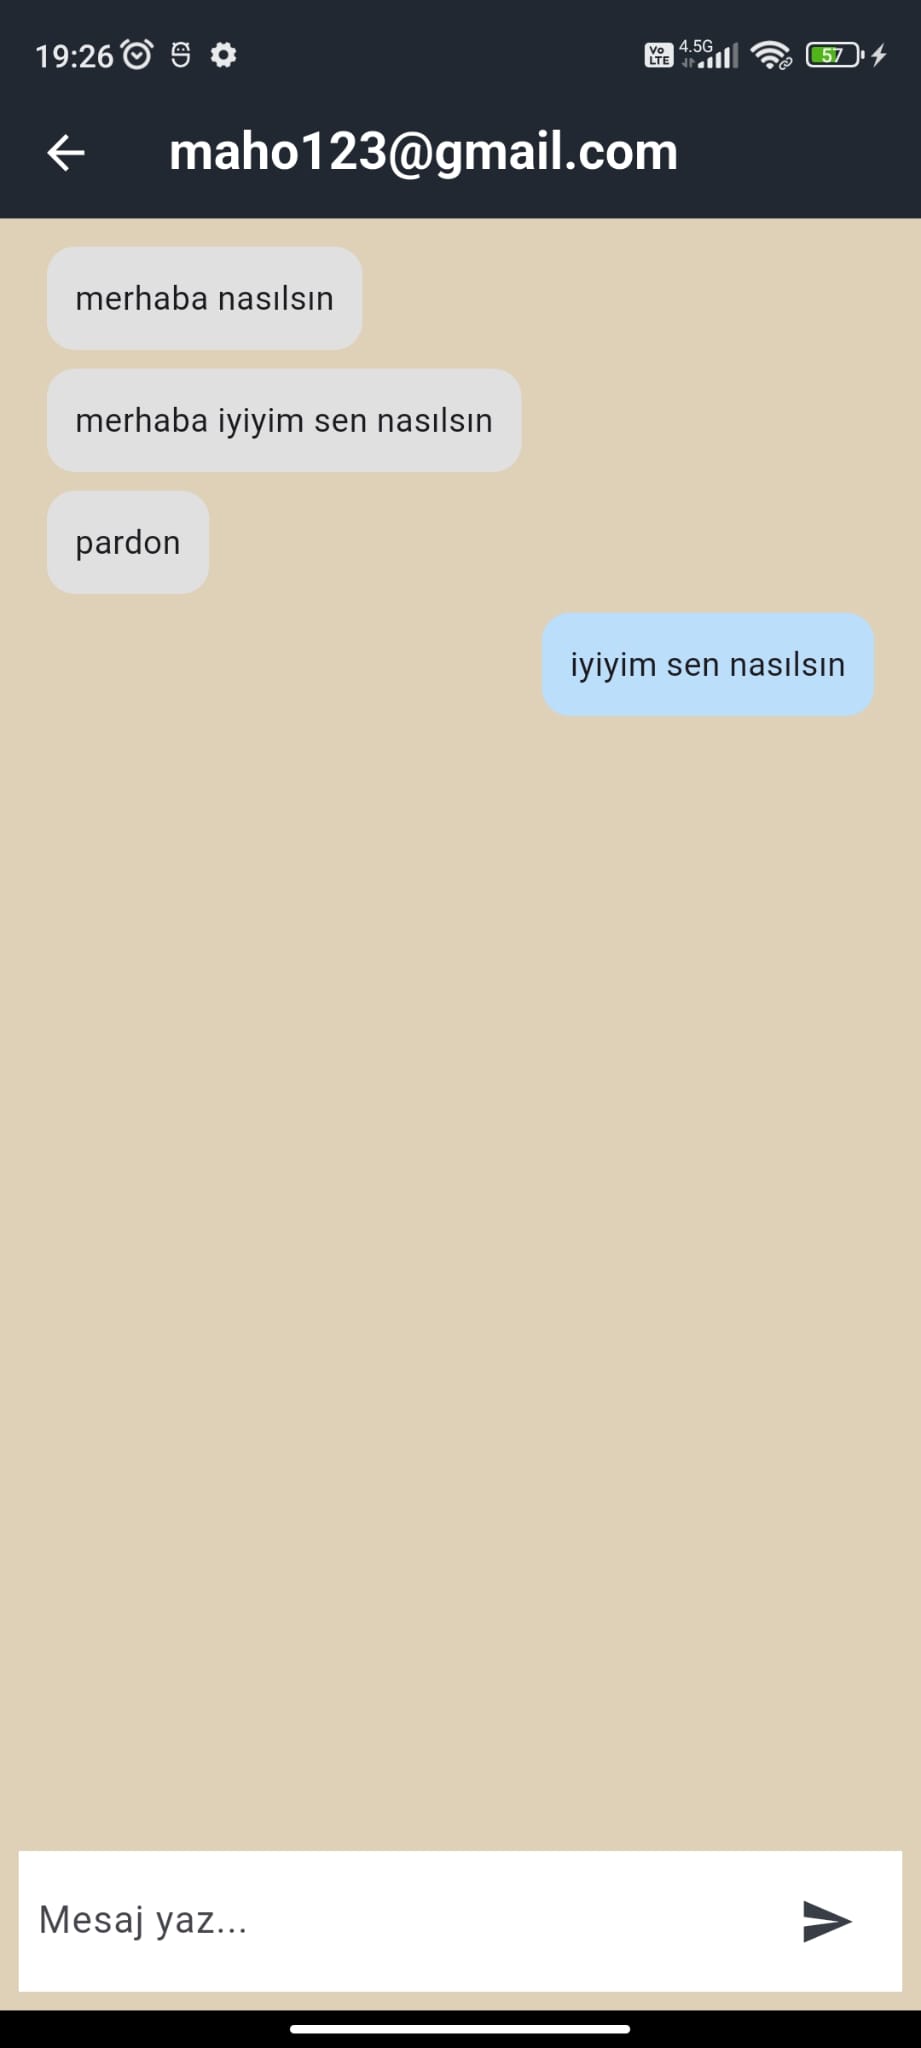 19:26
Vo LTE 4.5G 57
maho123@gmail.com
merhaba nasılsın
merhaba iyiyim sen nasılsın
pardon
iyiyim sen nasılsın
Mesaj yaz...